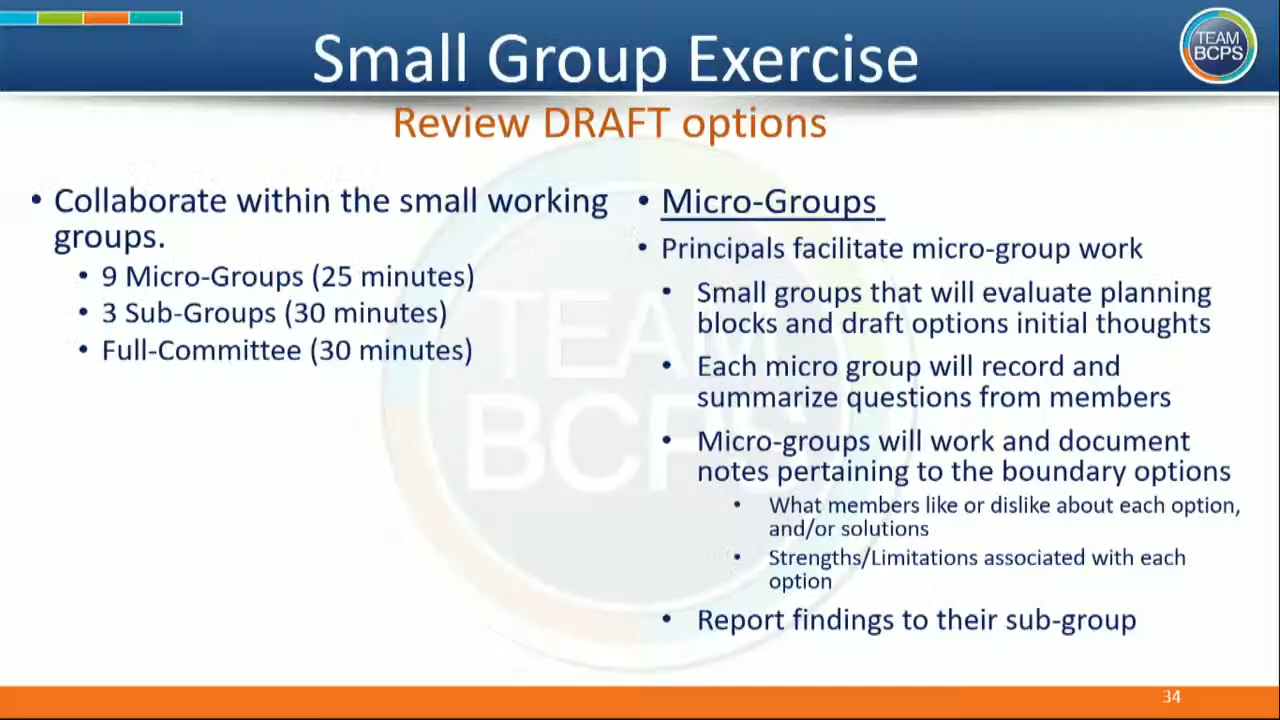 Small Group Exercise
TEAM
BCPS
Review DRAFT options
• Collaborate within the small working
groups.
• 9 Micro-Groups (25 minutes)
• 3 Sub-Groups (30 minutes)
• Full-Committee (30 minutes)
• Micro-Groups
• Principals facilitate micro-group work
• Small groups that will evaluate planning
blocks and draft options initial thoughts
• Each micro group will record and
summarize questions from members
• Micro-groups will work and document
notes pertaining to the boundary options
• What members like or dislike about each option,
and/or solutions
• Strengths/Limitations associated with each
option
• Report findings to their sub-group
TEAM
BCPS
34